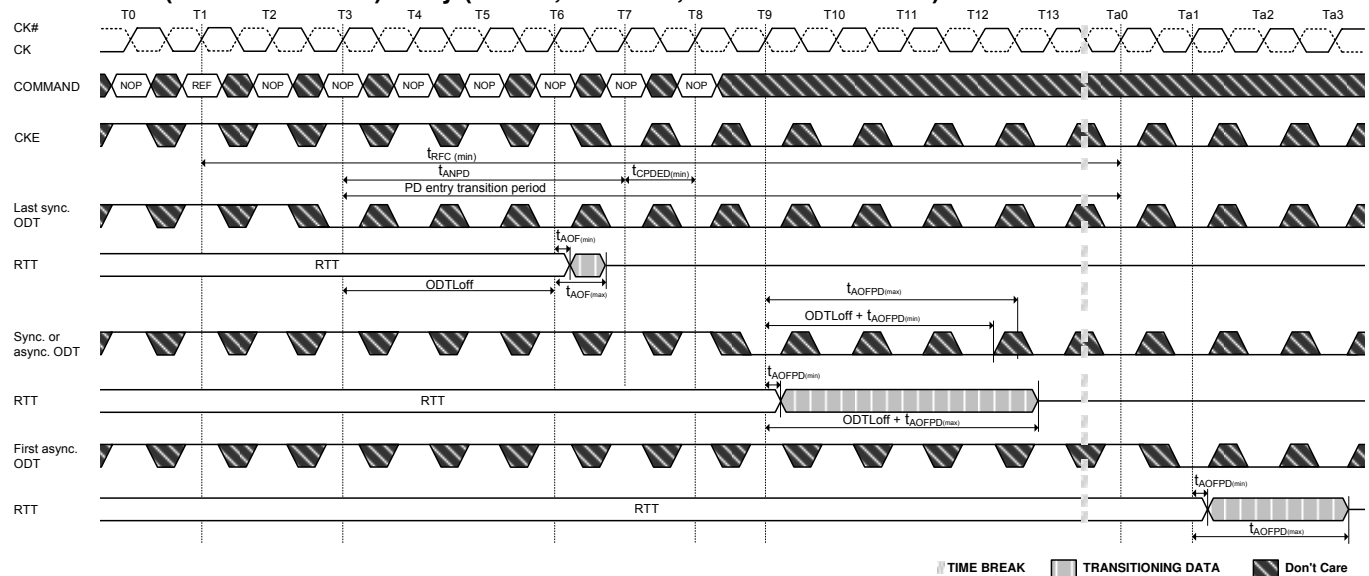 T0 T1 T2 T3 T4 T5 T6 T7 T8 T9 T10 T11 T12 T13 Ta0 Ta1 Ta2 Ta3
CK#
CK
COMMAND NOP REF NOP NOP NOP NOP NOP NOP NOP
CKE
tRFC (min)
tANPD tCPDED(min)
PD entry transition period
Last sync.
ODT
tAOF(min)
RTT RTT
ODTLoff tAOF(max)
tAOFPD(max)
ODTLoff + tAOFPD(min)
Sync. or
async. ODT
tAOFPD(min)
RTT RTT
ODTLoff + tAOFPD(max)
First async.
ODT
tAOFPD(min)
RTT RTT
tAOFPD(max)
TIME BREAK TRANSITIONING DATA Don't Care